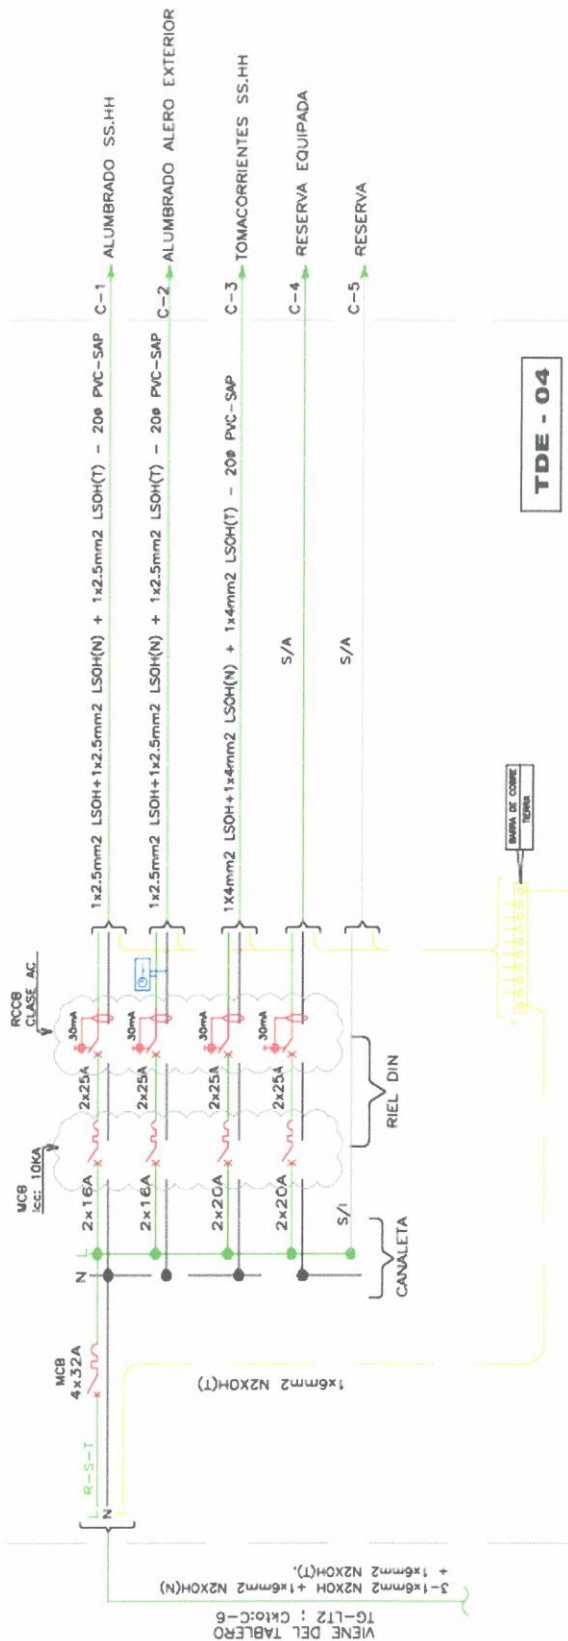 VIENE DEL TABLERO
TG-LT2 ; Ckto:C-6
3-1x6mm2 N2XOH + 1x6mm2 N2XOH(N)
+ 1x6mm2 N2XOH(T).
L R-S-T
N
T
MCB
4x32A
1x6mm2 N2XOH(T)
N
L
MCB
Icc: 10KA
RCCB
CLASE AC
2x16A
2x25A
30mA
1x2.5mm2 LSOH+1x2.5mm2 LSOH(N) + 1x2.5mm2 LSOH(T) - 20ø PVC-SAP
C-1
ALUMBRADO SS.HH
2x16A
2x25A
30mA
1x2.5mm2 LSOH+1x2.5mm2 LSOH(N) + 1x2.5mm2 LSOH(T) - 20ø PVC-SAP
C-2
ALUMBRADO ALERO EXTERIOR
2x20A
2x25A
30mA
1X4mm2 LSOH+1x4mm2 LSOH(N) + 1x4mm2 LSOH(T) - 20ø PVC-SAP
C-3
TOMACORRIENTES SS.HH
2x20A
2x25A
30mA
S/A
C-4
RESERVA EQUIPADA
S/I
S/A
C-5
RESERVA
CANALETA
RIEL DIN
BARRA DE COBRE
TIERRA
TDE - 04